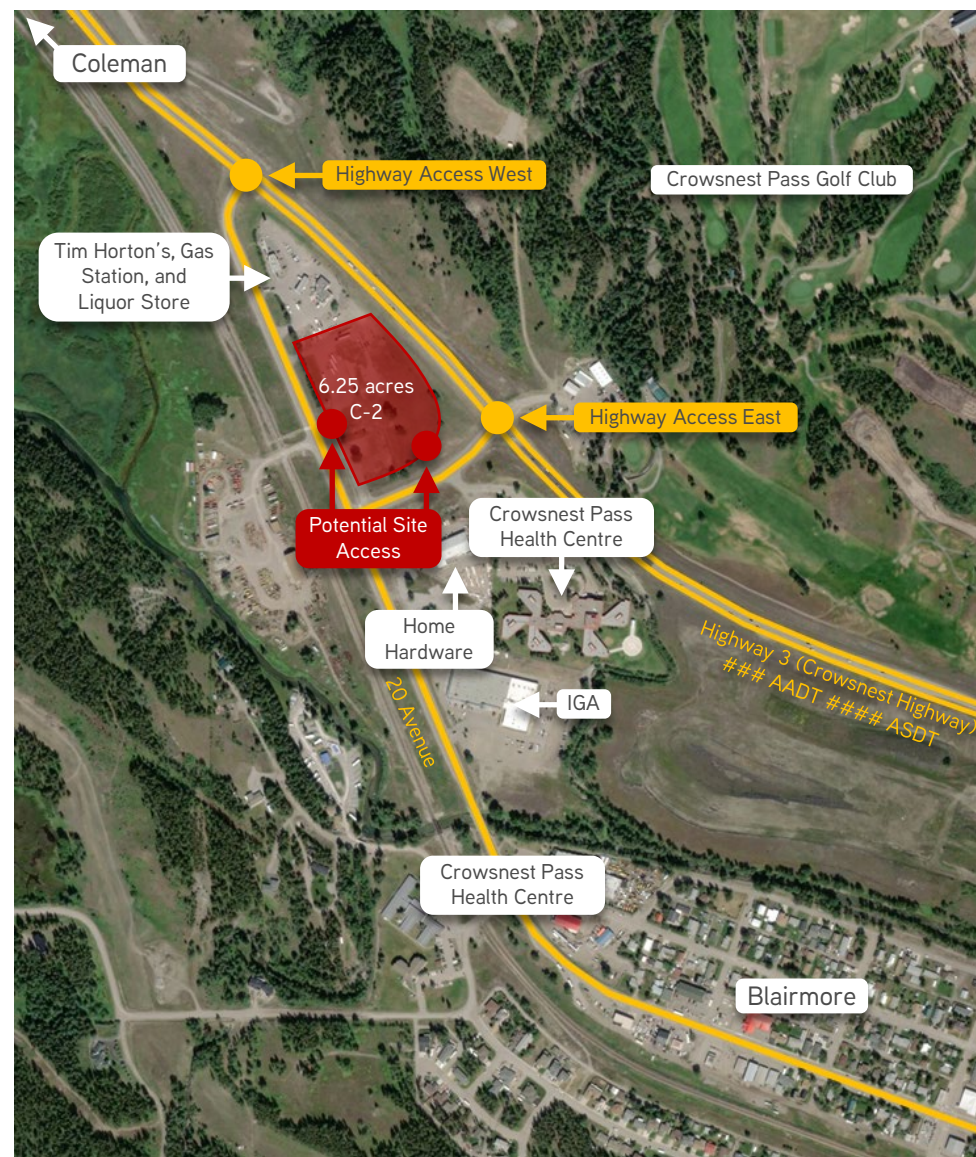 Coleman
Highway Access West
Crowsnest Pass Golf Club
Tim Horton's, Gas
Station, and
Liquor Store
6.25 acres
C-2
Highway Access East
Potential Site
Access
Crowsnest Pass
Health Centre
Home
Hardware
Highway 3 (Crowsnest Highway)
### AADT #### ASDT
IGA
20 Avenue
Crowsnest Pass
Health Centre
Blairmore